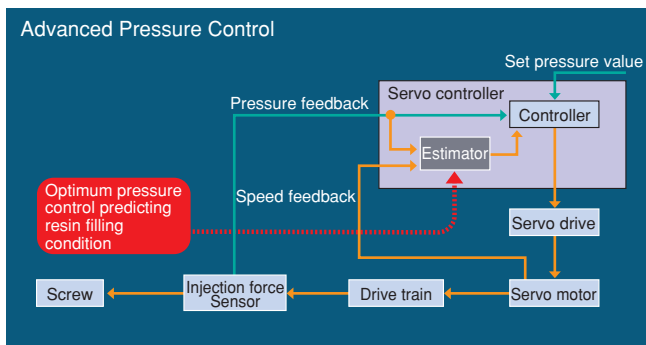 Advanced Pressure Control
Set pressure value
Servo controller
Pressure feedback
Controller
Estimator
Optimum pressure
control predicting
resin filling
condition
Speed feedback
Servo drive
Screw
Injection force
Sensor
Drive train
Servo motor